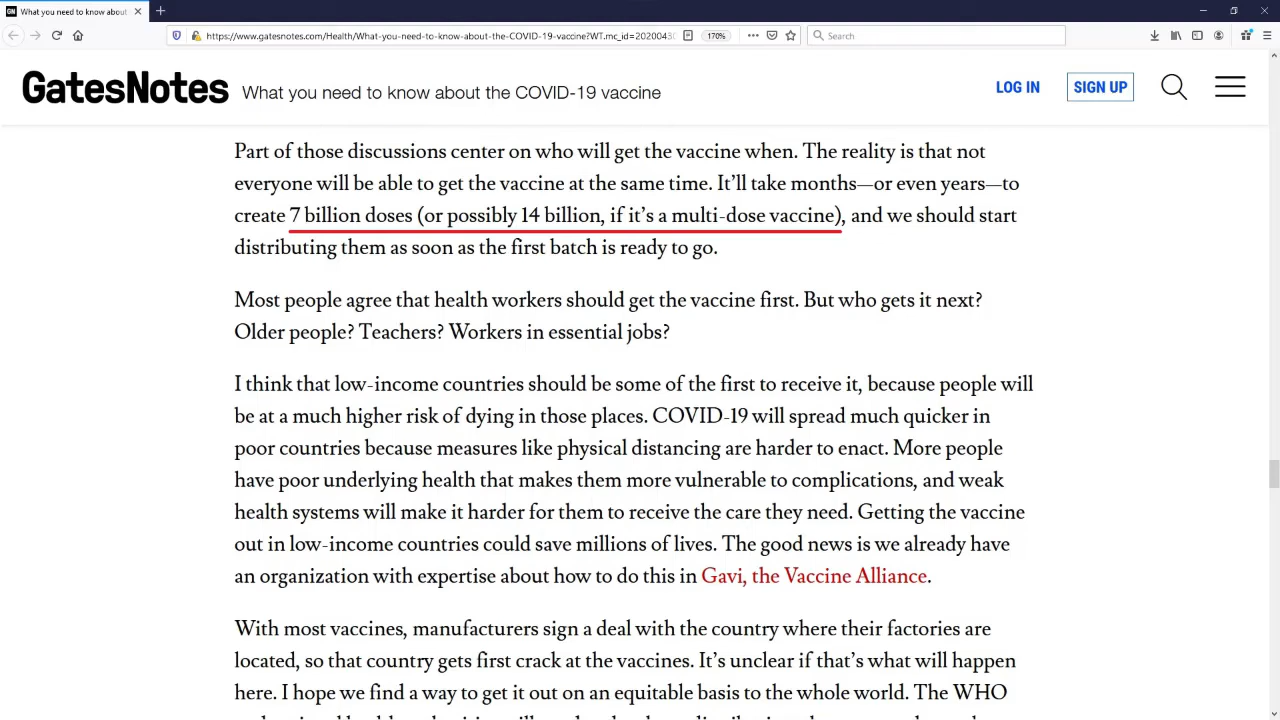 GN What you need to know about
https://www.gatesnotes.com/Health/What-you-need-to-know-about-the-COVID-19-vaccine?WT.mc_id=20200430
170%
Search
GatesNotes
What you need to know about the COVID-19 vaccine
LOG IN
SIGN UP
Part of those discussions center on who will get the vaccine when. The reality is that not
everyone will be able to get the vaccine at the same time. It’ll take months—or even years—to
create 7 billion doses (or possibly 14 billion, if it’s a multi-dose vaccine), and we should start
distributing them as soon as the first batch is ready to go.
Most people agree that health workers should get the vaccine first. But who gets it next?
Older people? Teachers? Workers in essential jobs?
I think that low-income countries should be some of the first to receive it, because people will
be at a much higher risk of dying in those places. COVID-19 will spread much quicker in
poor countries because measures like physical distancing are harder to enact. More people
have poor underlying health that makes them more vulnerable to complications, and weak
health systems will make it harder for them to receive the care they need. Getting the vaccine
out in low-income countries could save millions of lives. The good news is we already have
an organization with expertise about how to do this in Gavi, the Vaccine Alliance.
With most vaccines, manufacturers sign a deal with the country where their factories are
located, so that country gets first crack at the vaccines. It’s unclear if that’s what will happen
here. I hope we find a way to get it out on an equitable basis to the whole world. The WHO